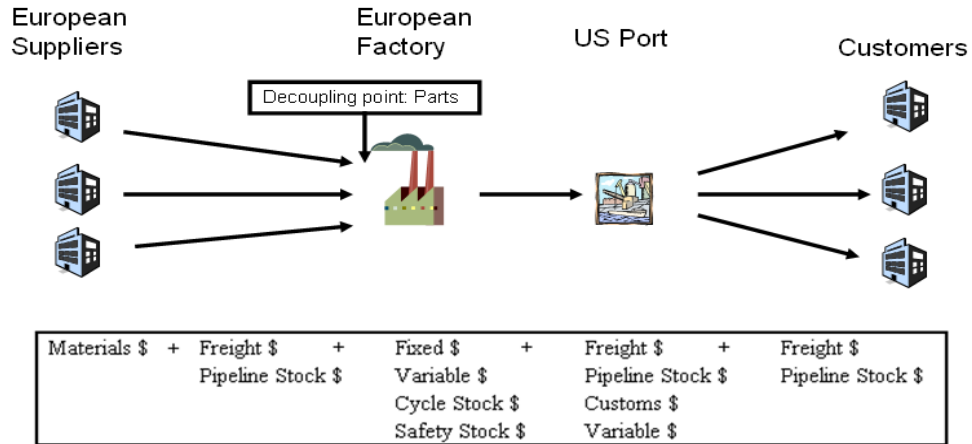 European
Suppliers
European
Factory
US Port
Customers
Decoupling point: Parts
Materials $ + Freight $ + Fixed $ + Freight $ + Freight $
Pipeline Stock $ Variable $ Pipeline Stock $ Pipeline Stock $
Cycle Stock $ Customs $
Safety Stock $ Variable $